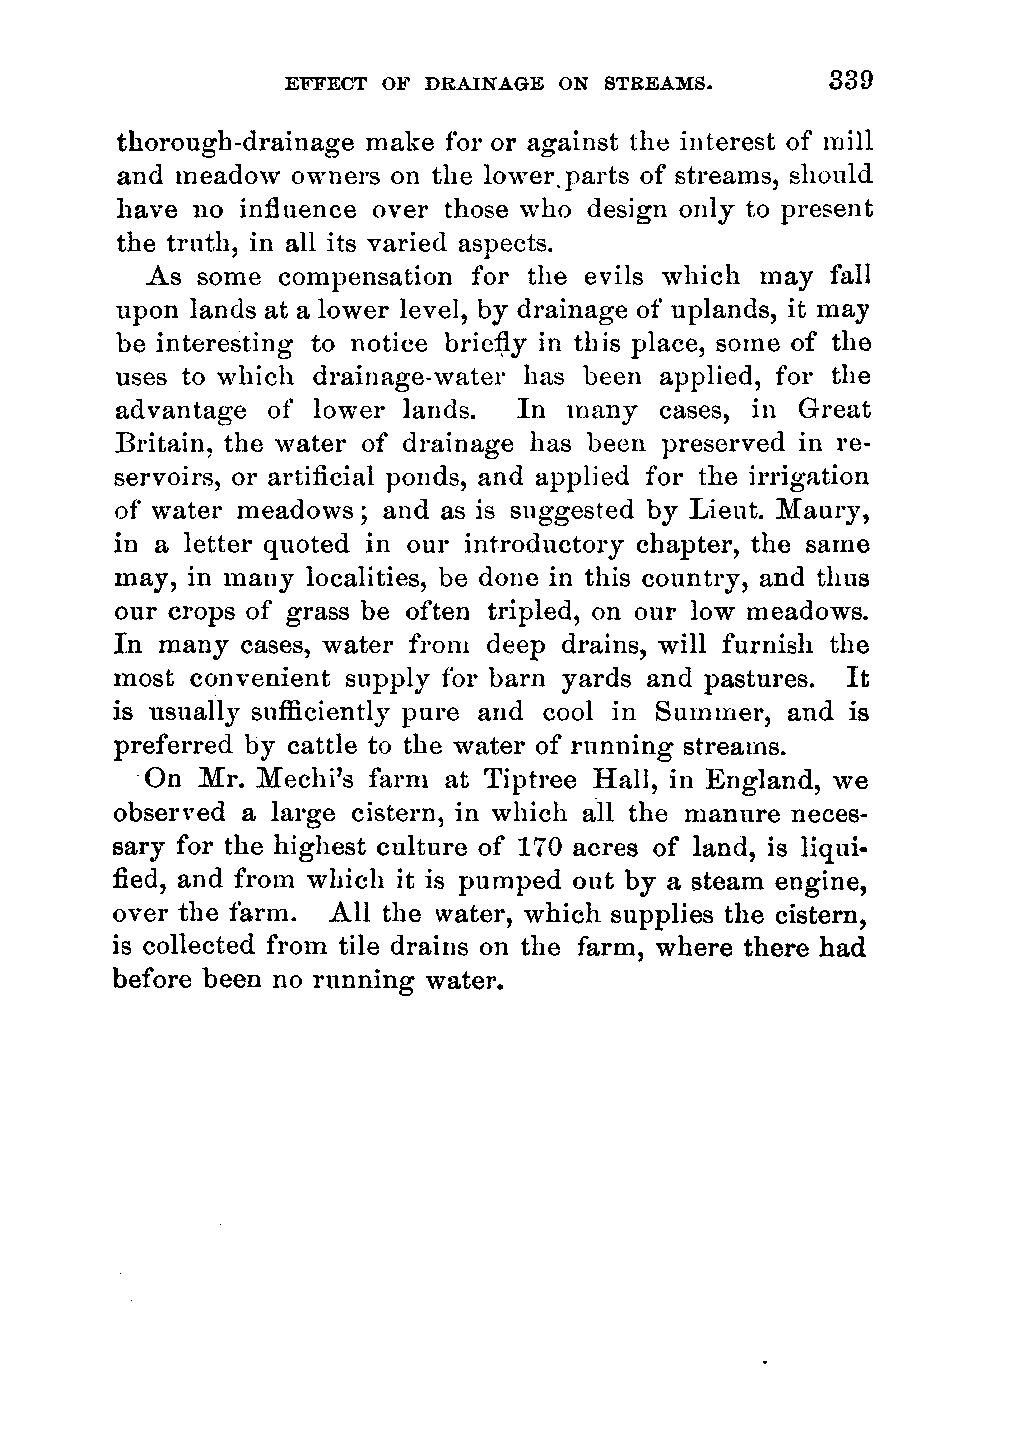 EFFECT OF DRAINAGE ON STREAMS. 339
thorough-drainage make for or against the interest of mill
and meadow owners on the lower parts of streams, should
have no influence over those who design only to present
the truth, in all its varied aspects.
As some compensation for the evils which may fall
upon lands at a lower level, by drainage of uplands, it may
be interesting to notice briefly in this place, some of the
uses to which drainage-water has been applied, for the
advantage of lower lands. In many cases, in Great
Britain, the water of drainage has been preserved in re-
servoirs, or artificial ponds, and applied for the irrigation
of water meadows; and as is suggested by Lieut. Maury,
in a letter quoted in our introductory chapter, the same
may, in many localities, be done in this country, and thus
our crops of grass be often tripled, on our low meadows.
In many cases, water from deep drains, will furnish the
most convenient supply for barn yards and pastures. It
is usually sufficiently pure and cool in Summer, and is
preferred by cattle to the water of running streams.
On Mr. Mechi's farm at Tiptree Hall, in England, we
observed a large cistern, in which all the manure neces-
sary for the highest culture of 170 acres of land, is liqui-
fied, and from which it is pumped out by a steam engine,
over the farm. All the water, which supplies the cistern,
is collected from tile drains on the farm, where there had
before been no running water.